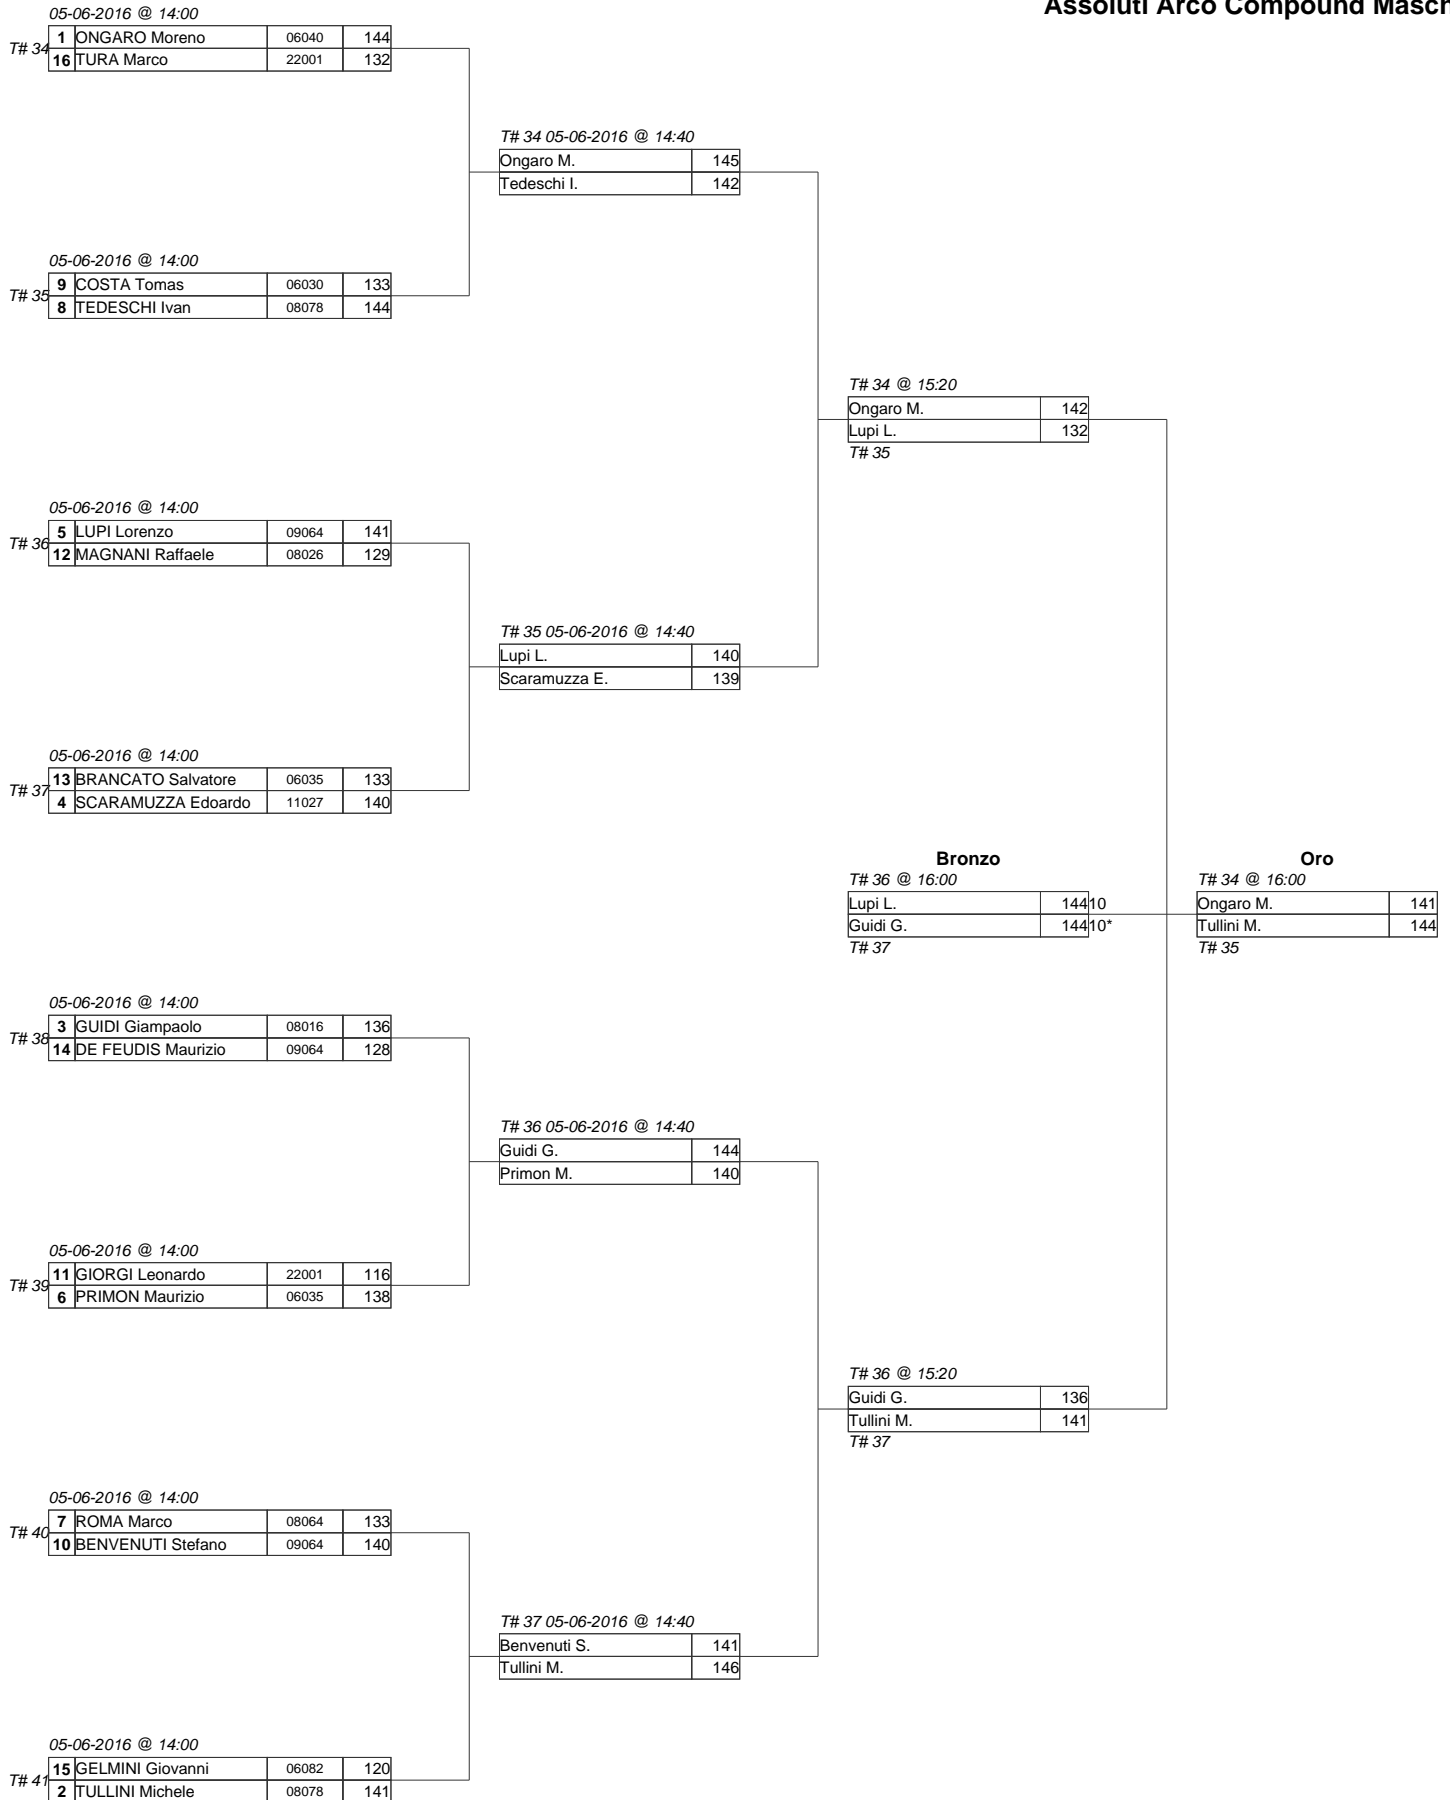 Assoluti Arco Compound Masch
05-06-2016 @ 14:00
T# 34
1 ONGARO Moreno 06040 144
16 TURA Marco 22001 132
T# 34 05-06-2016 @ 14:40
Ongaro M. 145
Tedeschi I. 142
05-06-2016 @ 14:00
T# 35
9 COSTA Tomas 06030 133
8 TEDESCHI Ivan 08078 144
T# 34 @ 15:20
Ongaro M. 142
Lupi L. 132
T# 35
05-06-2016 @ 14:00
T# 36
5 LUPI Lorenzo 09064 141
12 MAGNANI Raffaele 08026 129
T# 35 05-06-2016 @ 14:40
Lupi L. 140
Scaramuzza E. 139
05-06-2016 @ 14:00
T# 37
13 BRANCATO Salvatore 06035 133
4 SCARAMUZZA Edoardo 11027 140
Bronzo
T# 36 @ 16:00
Lupi L. 144 10
Guidi G. 144 10*
T# 37
Oro
T# 34 @ 16:00
Ongaro M. 141
Tullini M. 144
T# 35
05-06-2016 @ 14:00
T# 38
3 GUIDI Giampaolo 08016 136
14 DE FEUDIS Maurizio 09064 128
T# 36 05-06-2016 @ 14:40
Guidi G. 144
Primon M. 140
05-06-2016 @ 14:00
T# 39
11 GIORGI Leonardo 22001 116
6 PRIMON Maurizio 06035 138
T# 36 @ 15:20
Guidi G. 136
Tullini M. 141
T# 37
05-06-2016 @ 14:00
T# 40
7 ROMA Marco 08064 133
10 BENVENUTI Stefano 09064 140
T# 37 05-06-2016 @ 14:40
Benvenuti S. 141
Tullini M. 146
05-06-2016 @ 14:00
T# 41
15 GELMINI Giovanni 06082 120
2 TULLINI Michele 08078 141